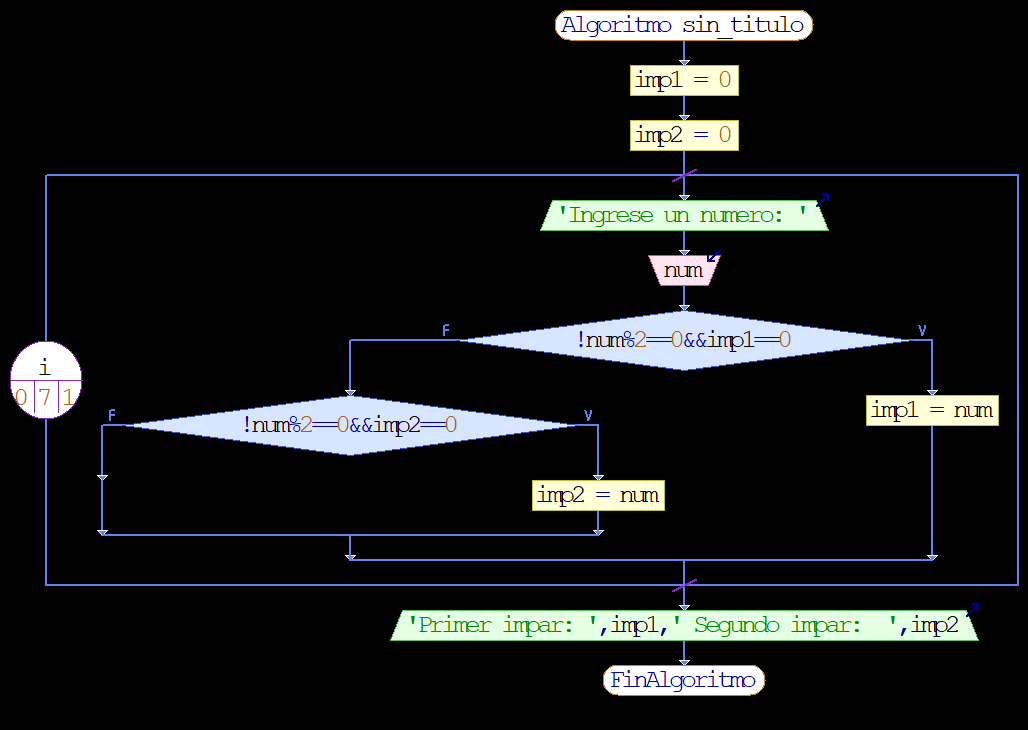 Algoritmo sin_titulo
imp1 = 0
imp2 = 0
'Ingrese un numero: '
num
F
!num%2==0&&imp1==0
V
i
0 7 1
imp1 = num
F
!num%2==0&&imp2==0
V
imp2 = num
'Primer impar: ',imp1,' Segundo impar:  ',imp2
FinAlgoritmo